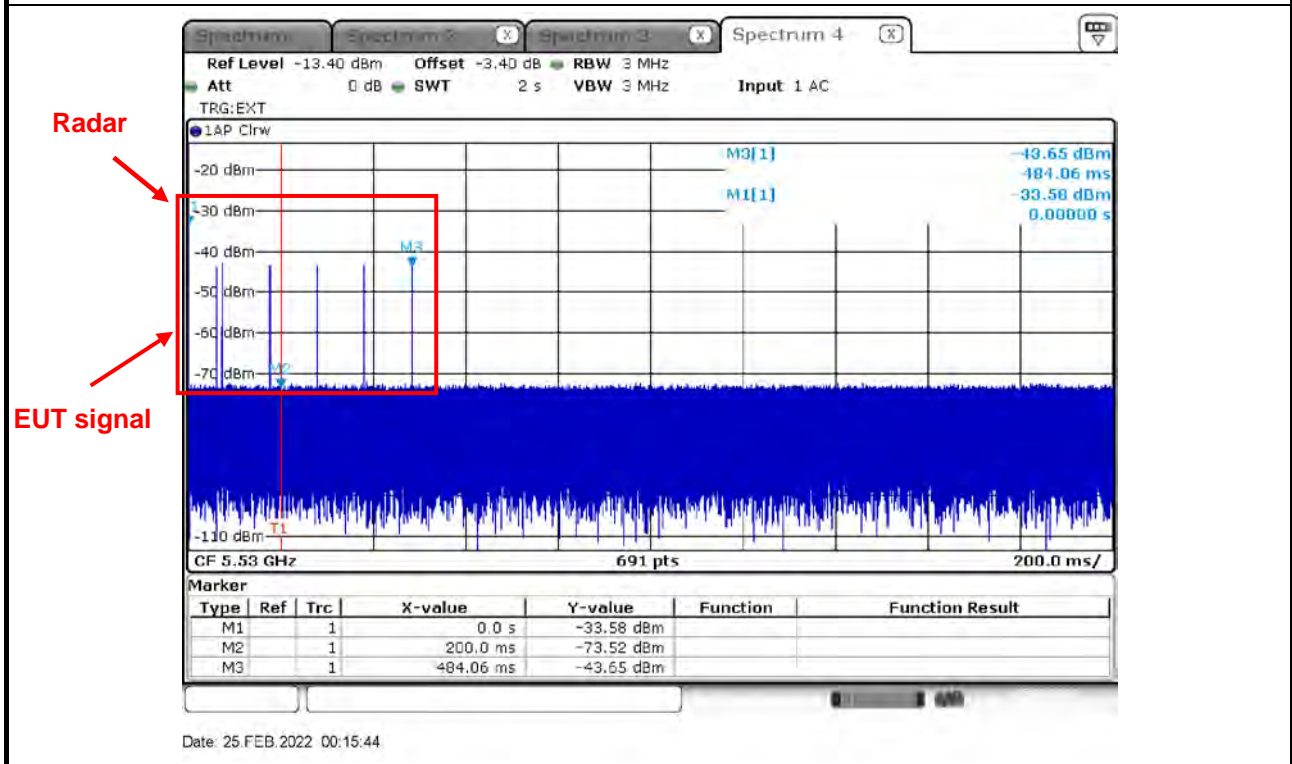 Spectrum Spectrum 2 X Spectrum 3 X Spectrum 4 X
Ref Level -13.40 dBm Offset -3.40 dB RBW 3 MHz
Att 0 dB SWT 2 s VBW 3 MHz Input 1 AC
TRG:EXT
Radar
1AP Clrw
M3[1] -43.65 dBm
484.06 ms
-20 dBm
M1[1] -33.58 dBm
0.00000 s
-30 dBm
-40 dBm
M3
-50 dBm
-60 dBm
-70 dBm
M2
EUT signal
-110 dBm
T1
CF 5.53 GHz 691 pts 200.0 ms/
Marker
Type Ref Trc X-value Y-value Function Function Result
M1 1 0.0 s -33.58 dBm
M2 1 200.0 ms -73.52 dBm
M3 1 484.06 ms -43.65 dBm
Date: 25.FEB.2022 00:15:44